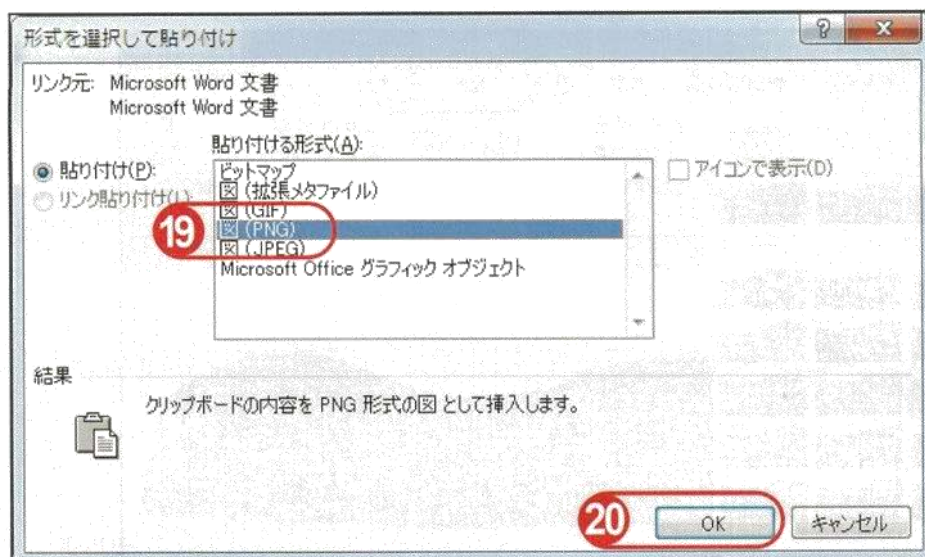 形式を選択して貼り付け
リンク元: Microsoft Word 文書
Microsoft Word 文書
貼り付ける形式(A):
貼り付け(P):
リンク貼り付け(L)
ビットマップ
図 (拡張メタファイル)
図 (GIF)
19
図 (PNG)
図 (JPEG)
Microsoft Office グラフィック オブジェクト
アイコンで表示(D)
結果
クリップボードの内容を PNG 形式の図 として挿入します。
20
OK
キャンセル